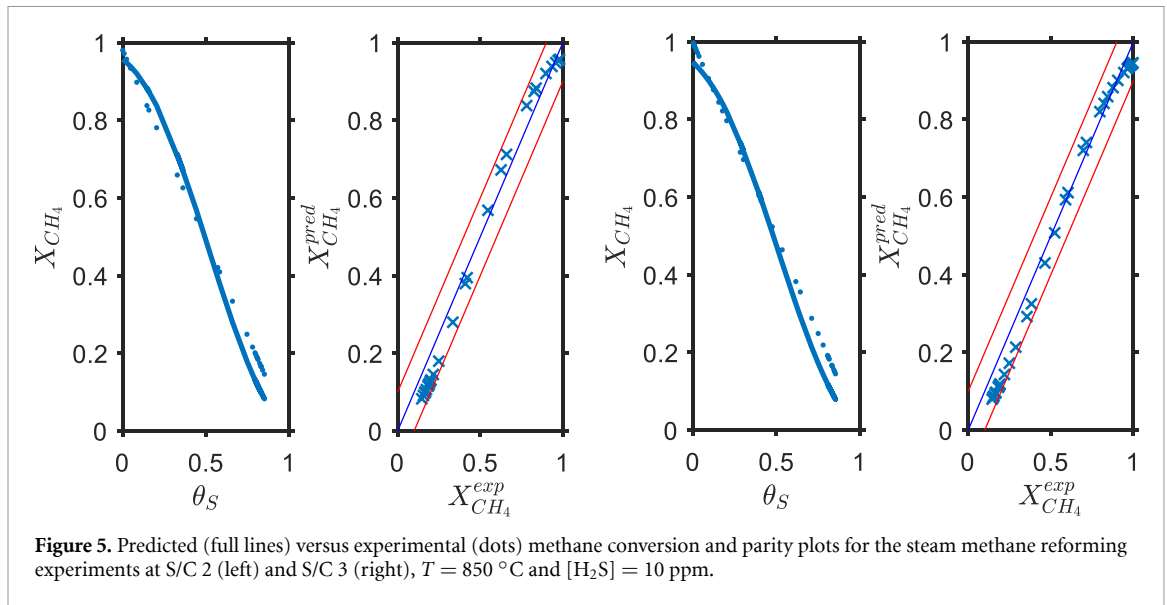 1
0.8
0.6
0.4
0.2
0
X_{CH_4}
0 0.5 1
θ_S
1
0.8
0.6
0.4
0.2
0
X_{CH_4}^{pred}
0 0.5 1
X_{CH_4}^{exp}
1
0.8
0.6
0.4
0.2
0
X_{CH_4}
0 0.5 1
θ_S
1
0.8
0.6
0.4
0.2
0
X_{CH_4}^{pred}
0 0.5 1
X_{CH_4}^{exp}
Figure 5. Predicted (full lines) versus experimental (dots) methane conversion and parity plots for the steam methane reforming
experiments at S/C 2 (left) and S/C 3 (right), T = 850 °C and [H₂S] = 10 ppm.